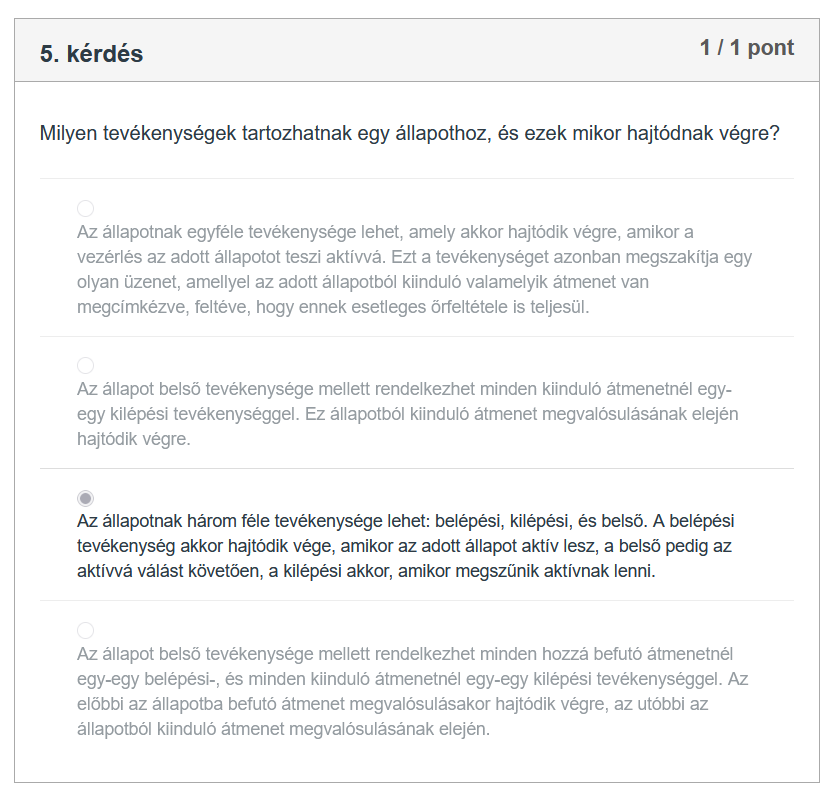 5. kérdés
1 / 1 pont
Milyen tevékenységek tartozhatnak egy állapothoz, és ezek mikor hajtódnak végre?
Az állapotnak egyféle tevékenysége lehet, amely akkor hajtódik végre, amikor a
vezérlés az adott állapotot teszi aktívvá. Ezt a tevékenységet azonban megszakítja egy
olyan üzenet, amellyel az adott állapotból kiinduló valamelyik átmenet van
megcímkézve, feltéve, hogy ennek esetleges őrfeltétele is teljesül.
Az állapot belső tevékenysége mellett rendelkezhet minden kiinduló átmenetnél egy-
egy kilépési tevékenységgel. Ez állapotból kiinduló átmenet megvalósulásának elején
hajtódik végre.
Az állapotnak három féle tevékenysége lehet: belépési, kilépési, és belső. A belépési
tevékenység akkor hajtódik vége, amikor az adott állapot aktív lesz, a belső pedig az
aktívvá válást követően, a kilépési akkor, amikor megszűnik aktívnak lenni.
Az állapot belső tevékenysége mellett rendelkezhet minden hozzá befutó átmenetnél
egy-egy belépési-, és minden kiinduló átmenetnél egy-egy kilépési tevékenységgel. Az
előbbi az állapotba befutó átmenet megvalósulásakor hajtódik végre, az utóbbi az
állapotból kiinduló átmenet megvalósulásának elején.